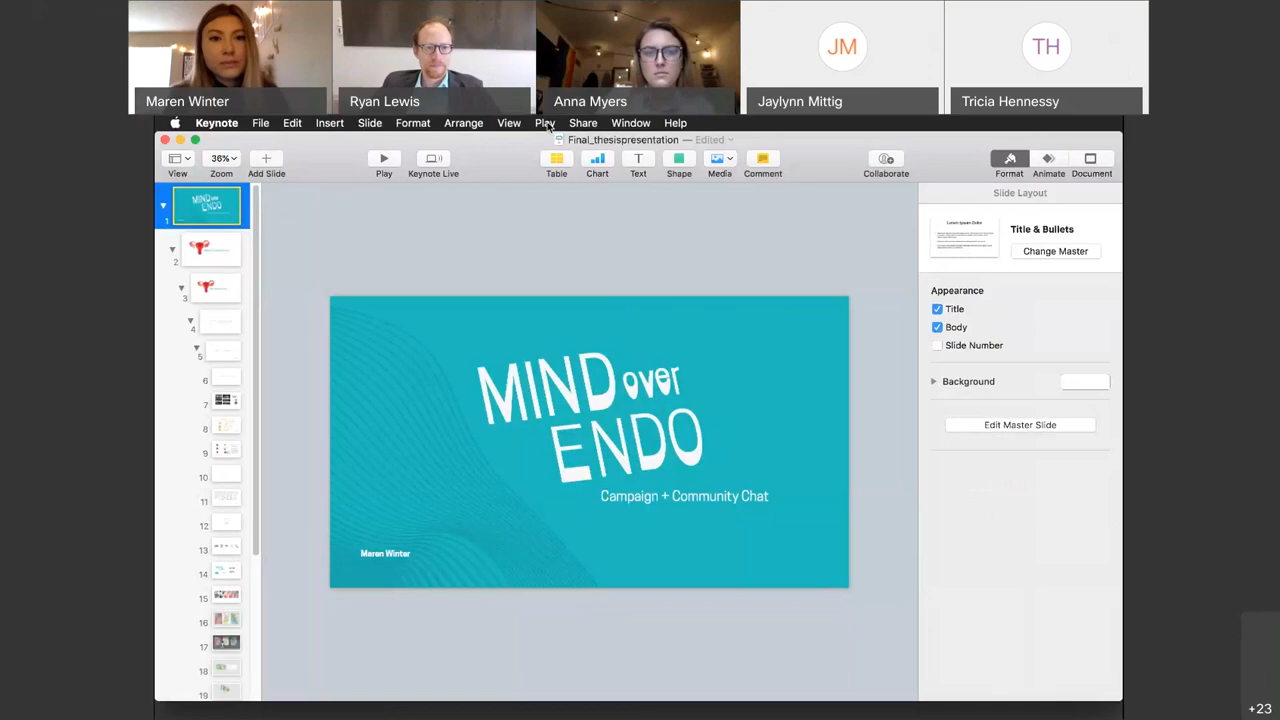 JM
TH
Maren Winter
Ryan Lewis
Anna Myers
Jaylynn Mittig
Tricia Hennessy
Keynote File Edit Insert Slide Format Arrange View Play Share Window Help
Final_thesispresentation — Edited
36%
View Zoom Add Slide Play Keynote Live Table Chart Text Shape Media Comment Collaborate Format Animate Document
Slide Layout
Title & Bullets
Change Master
Appearance
Title
Body
Slide Number
Background
Edit Master Slide
MIND over
ENDO
1
2
3
4
5
6
7
8
9
10
11
12
13
14
15
16
17
18
19
MIND over
ENDO
Campaign + Community Chat
Maren Winter
+23